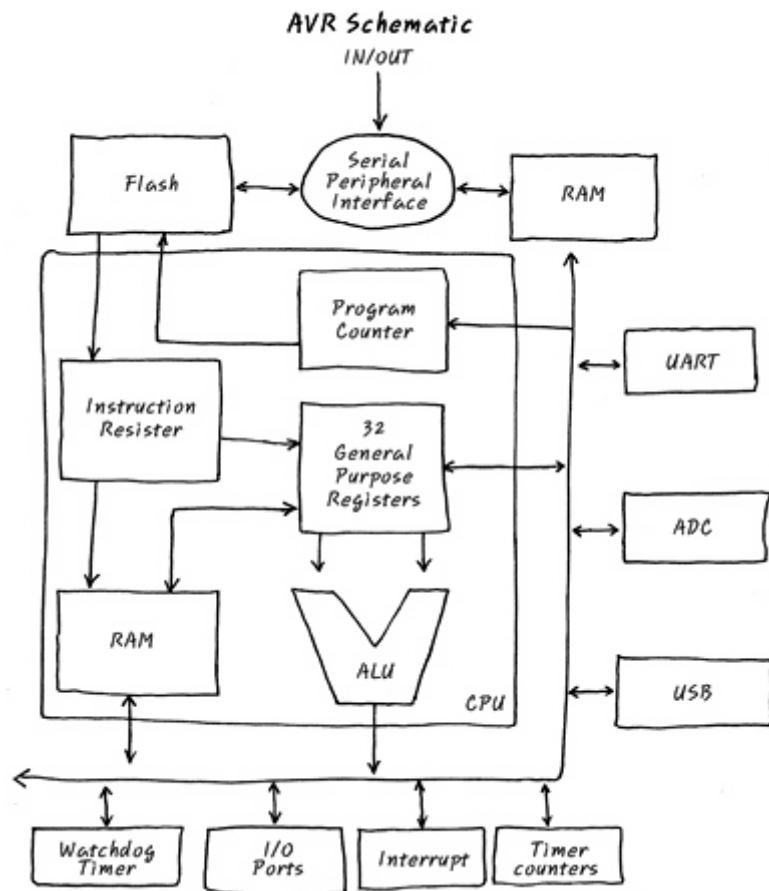 AVR Schematic
IN/OUT
Flash
Serial
Peripheral
Interface
RAM
Program
Counter
UART
Instruction
Resister
32
General
Purpose
Registers
ADC
RAM
ALU
USB
CPU
Watchdog
Timer
I/O
Ports
Interrupt
Timer
counters